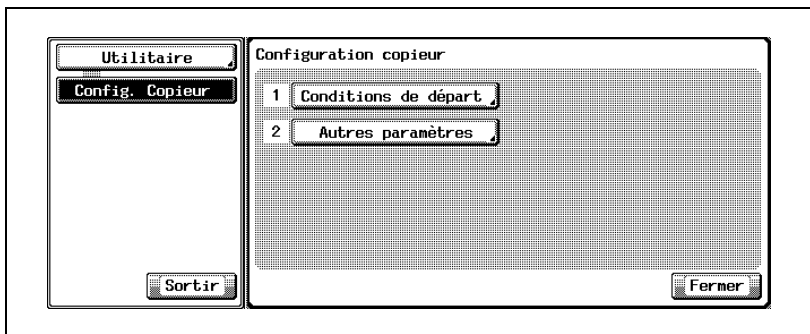 Utilitaire
Config. Copieur
Sortir
Configuration copieur
1 Conditions de départ
2 Autres paramètres
Fermer